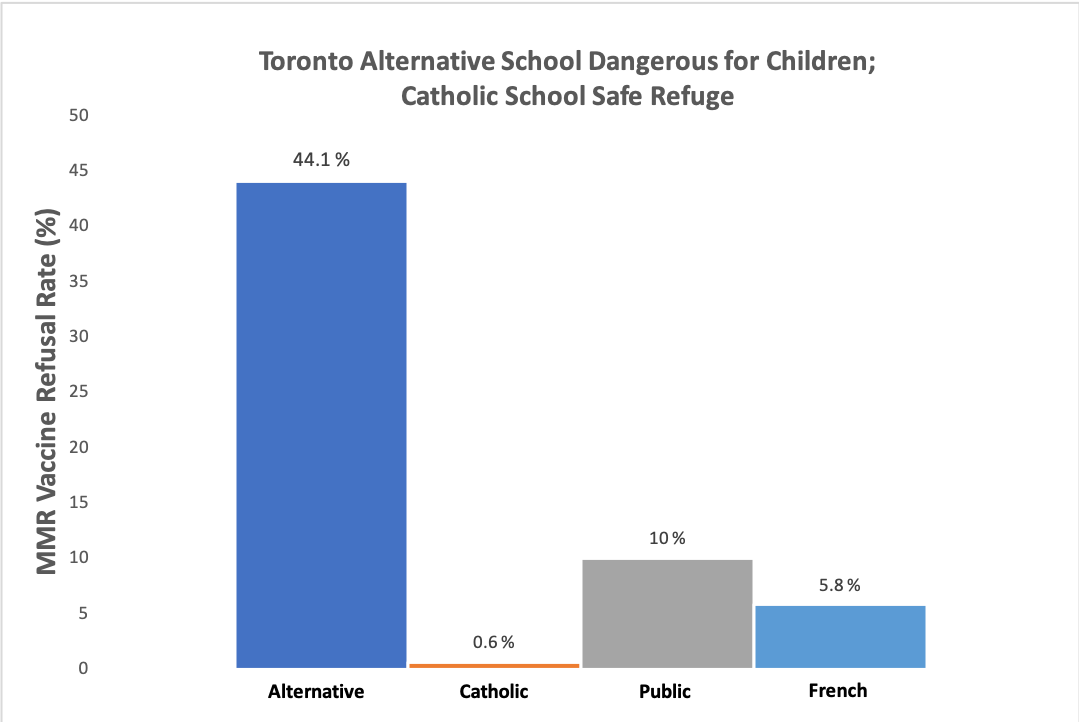 Toronto Alternative School Dangerous for Children;
Catholic School Safe Refuge
MMR Vaccine Refusal Rate (%)
50
45
40
35
30
25
20
15
10
5
0
44.1 %
0.6 %
10 %
5.8 %
Alternative
Catholic
Public
French